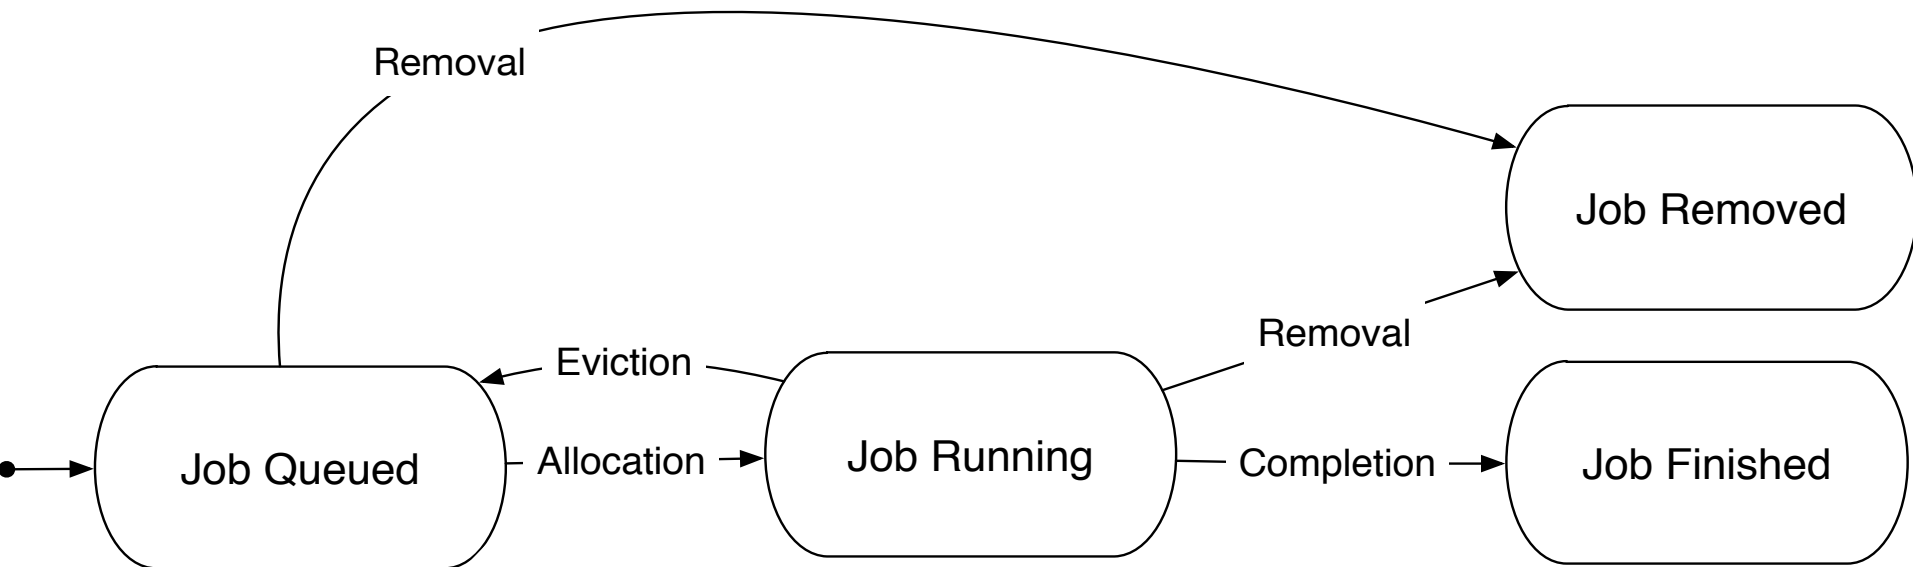 Removal
Job Removed
Removal
Eviction
Job Queued
Allocation
Job Running
Completion
Job Finished